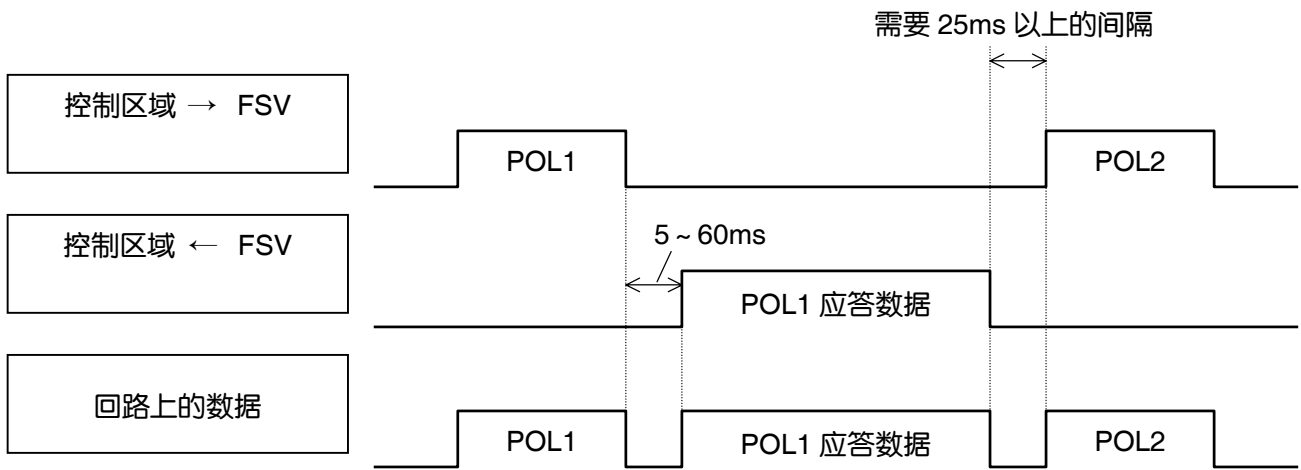 需要 25ms 以上的间隔
控制区域 → FSV
POL1
POL2
控制区域 ← FSV
5 ~ 60ms
POL1 应答数据
回路上的数据
POL1
POL1 应答数据
POL2